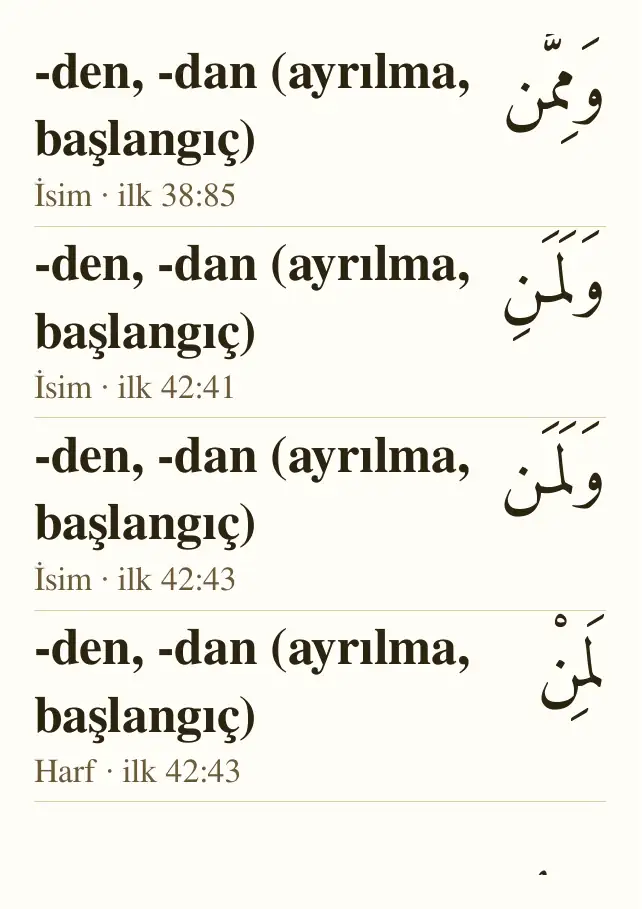 -den, -dan (ayrılma, وَمِمَّن
başlangıç)
İsim · ilk 38:85
-den, -dan (ayrılma, وَلَمَنِ
başlangıç)
İsim · ilk 42:41
-den, -dan (ayrılma, وَلَمَن
başlangıç)
İsim · ilk 42:43
-den, -dan (ayrılma, لَمِنْ
başlangıç)
Harf · ilk 42:43